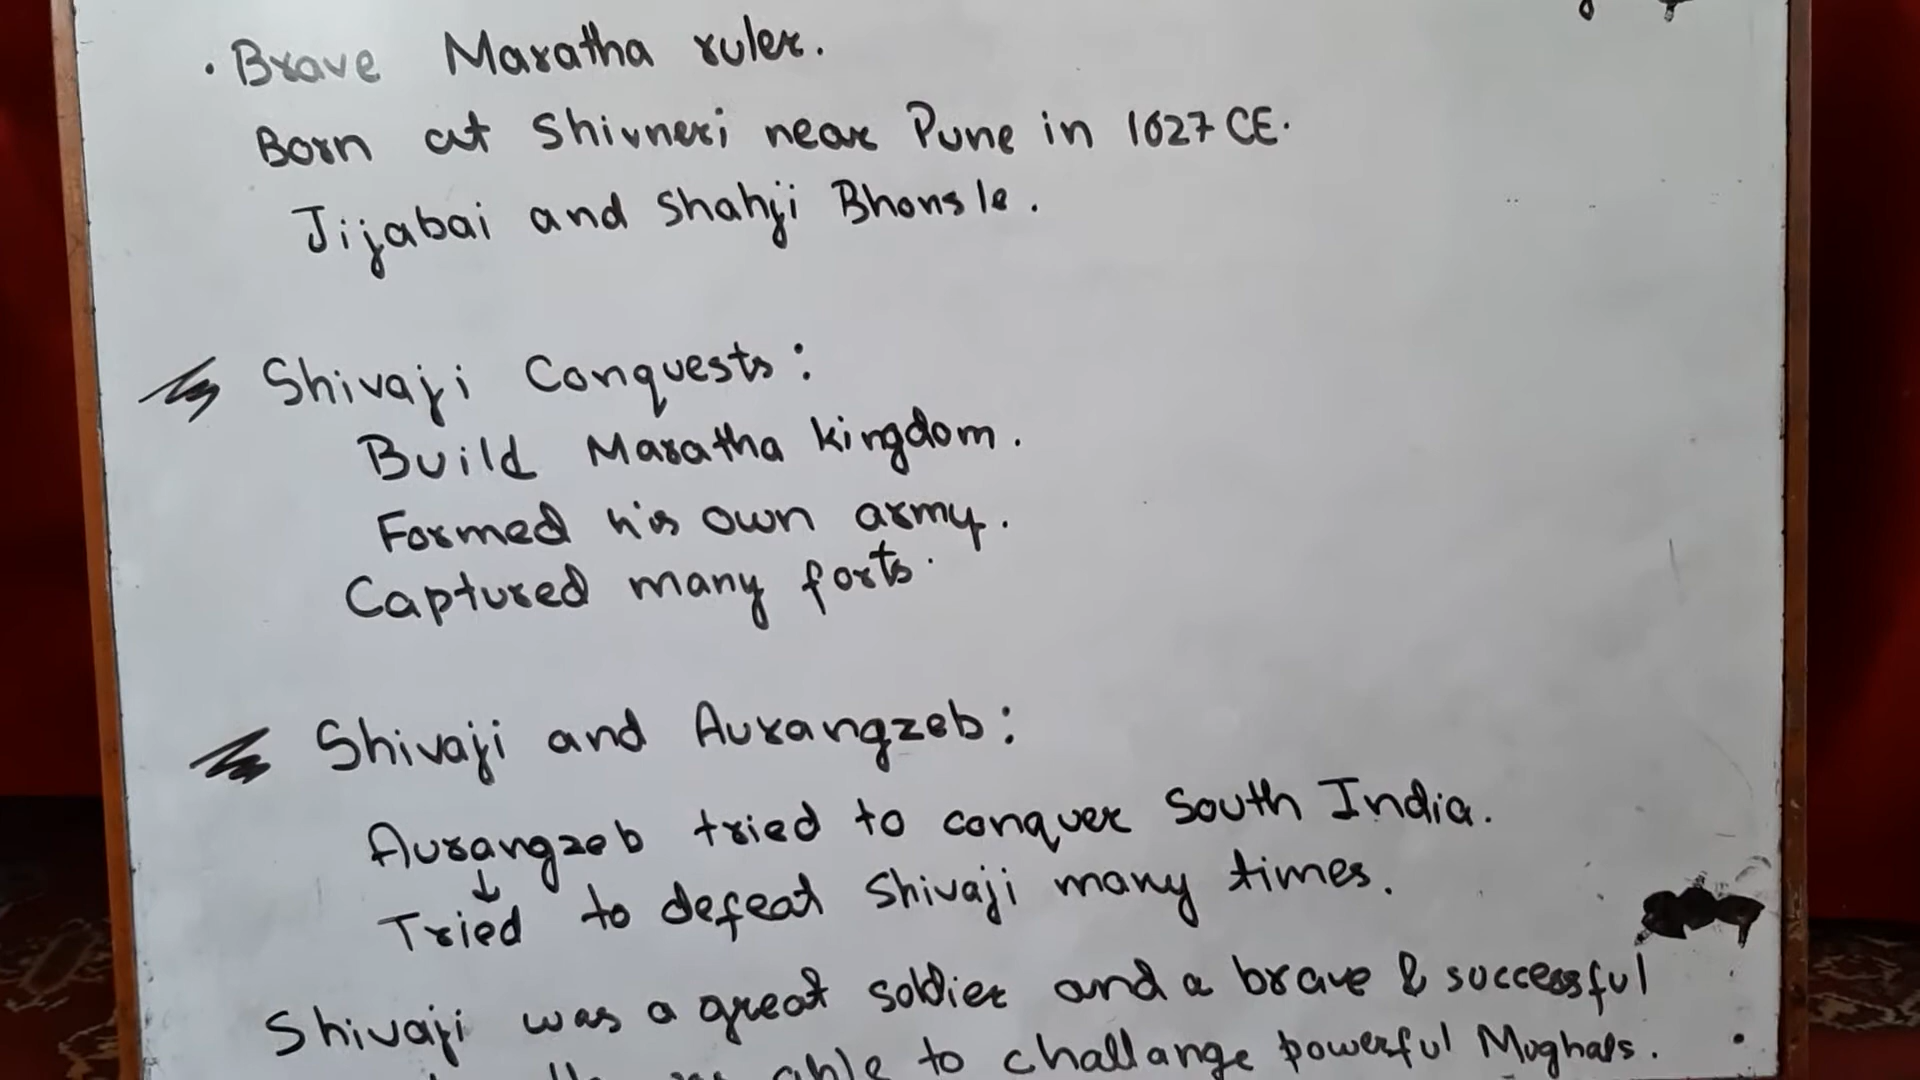 • Brave Maratha ruler.
Born at Shivneri near Pune in 1627 CE.
Jijabai and Shahji Bhonsle.
Shivaji Conquests:
Build Maratha kingdom.
Formed his own army.
Captured many forts.
Shivaji and Aurangzeb:
Aurangzeb tried to conquer South India.
↓
Tried to defeat Shivaji many times.
Shivaji was a great soldier and a brave & successful
able to challange powerful Mughals.